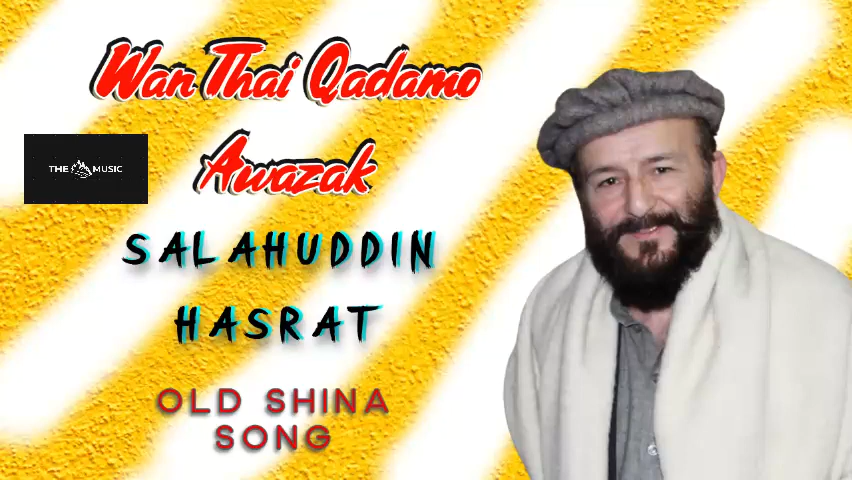 Wan Thai Qadamo
THE MUSIC
Awazak
SALAHUDDIN
HASRAT
OLD SHINA
SONG